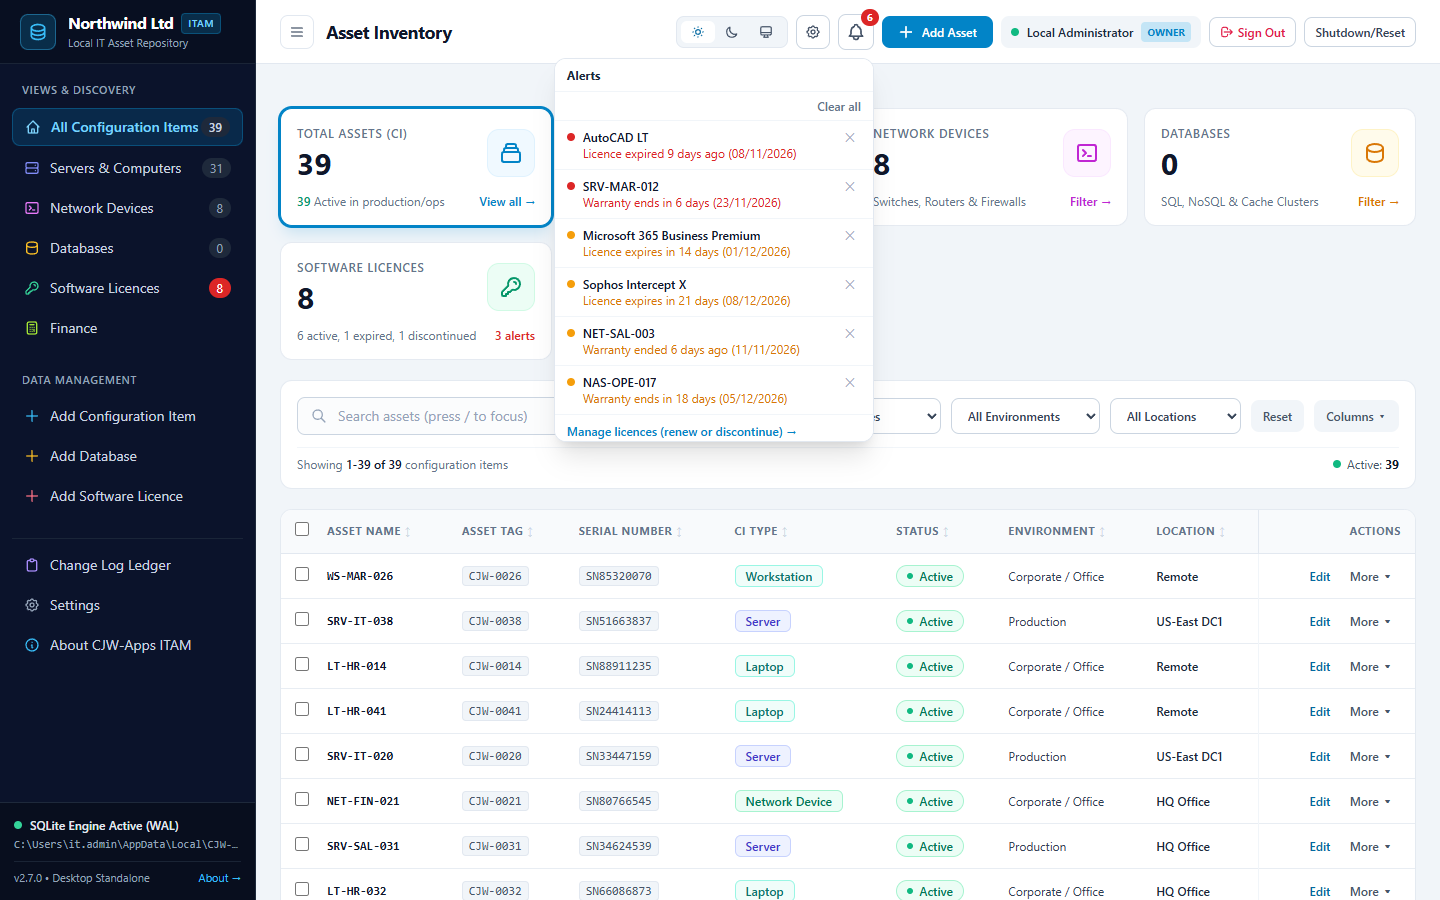 Northwind Ltd ITAM
Local IT Asset Repository
VIEWS & DISCOVERY
All Configuration Items 39
Servers & Computers 31
Network Devices 8
Databases 0
Software Licences 8
Finance
DATA MANAGEMENT
Add Configuration Item
Add Database
Add Software Licence
Change Log Ledger
Settings
About CJW-Apps ITAM
SQLite Engine Active (WAL)
C:\Users\it.admin\AppData\Local\CJW-…
v2.7.0 • Desktop Standalone About →
Asset Inventory
6
Add Asset
Local Administrator OWNER
Sign Out
Shutdown/Reset
TOTAL ASSETS (CI)
39
39 Active in production/ops View all →
Alerts
Clear all
AutoCAD LT
Licence expired 9 days ago (08/11/2026)
SRV-MAR-012
Warranty ends in 6 days (23/11/2026)
Microsoft 365 Business Premium
Licence expires in 14 days (01/12/2026)
Sophos Intercept X
Licence expires in 21 days (08/12/2026)
NET-SAL-003
Warranty ended 6 days ago (11/11/2026)
NAS-OPE-017
Warranty ends in 18 days (05/12/2026)
Manage licences (renew or discontinue) →
NETWORK DEVICES
8
Switches, Routers & Firewalls Filter →
DATABASES
0
SQL, NoSQL & Cache Clusters Filter →
SOFTWARE LICENCES
8
6 active, 1 expired, 1 discontinued 3 alerts
Search assets (press / to focus)
All Environments
All Locations
Reset
Columns
Showing 1-39 of 39 configuration items
Active: 39
ASSET NAME ASSET TAG SERIAL NUMBER CI TYPE STATUS ENVIRONMENT LOCATION ACTIONS
WS-MAR-026 CJW-0026 SN85320070 Workstation Active Corporate / Office Remote Edit More
SRV-IT-038 CJW-0038 SN51663837 Server Active Production US-East DC1 Edit More
LT-HR-014 CJW-0014 SN88911235 Laptop Active Corporate / Office Remote Edit More
LT-HR-041 CJW-0041 SN24414113 Laptop Active Corporate / Office Remote Edit More
SRV-IT-020 CJW-0020 SN33447159 Server Active Production US-East DC1 Edit More
NET-FIN-021 CJW-0021 SN80766545 Network Device Active Corporate / Office HQ Office Edit More
SRV-SAL-031 CJW-0031 SN34624539 Server Active Production HQ Office Edit More
LT-HR-032 CJW-0032 SN66086873 Laptop Active Corporate / Office HQ Office Edit More